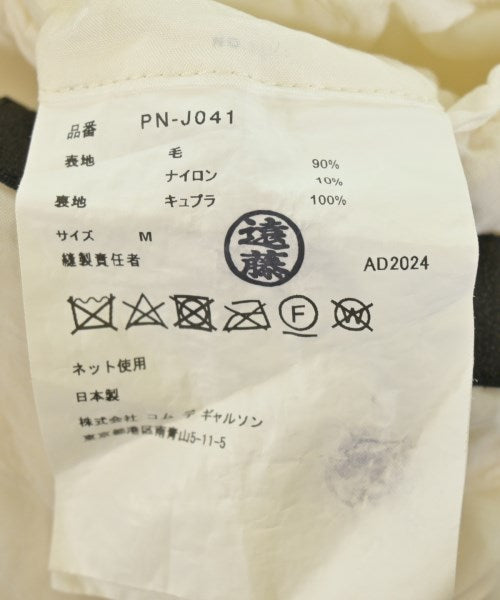 品番 PN-J041
表地 毛 90%
ナイロン 10%
裏地 キュプラ 100%
サイズ M
縫製責任者 遠藤 AD2024
F W
ネット使用
日本製
株式会社 コム デ ギャルソン
東京都港区南青山5-11-5